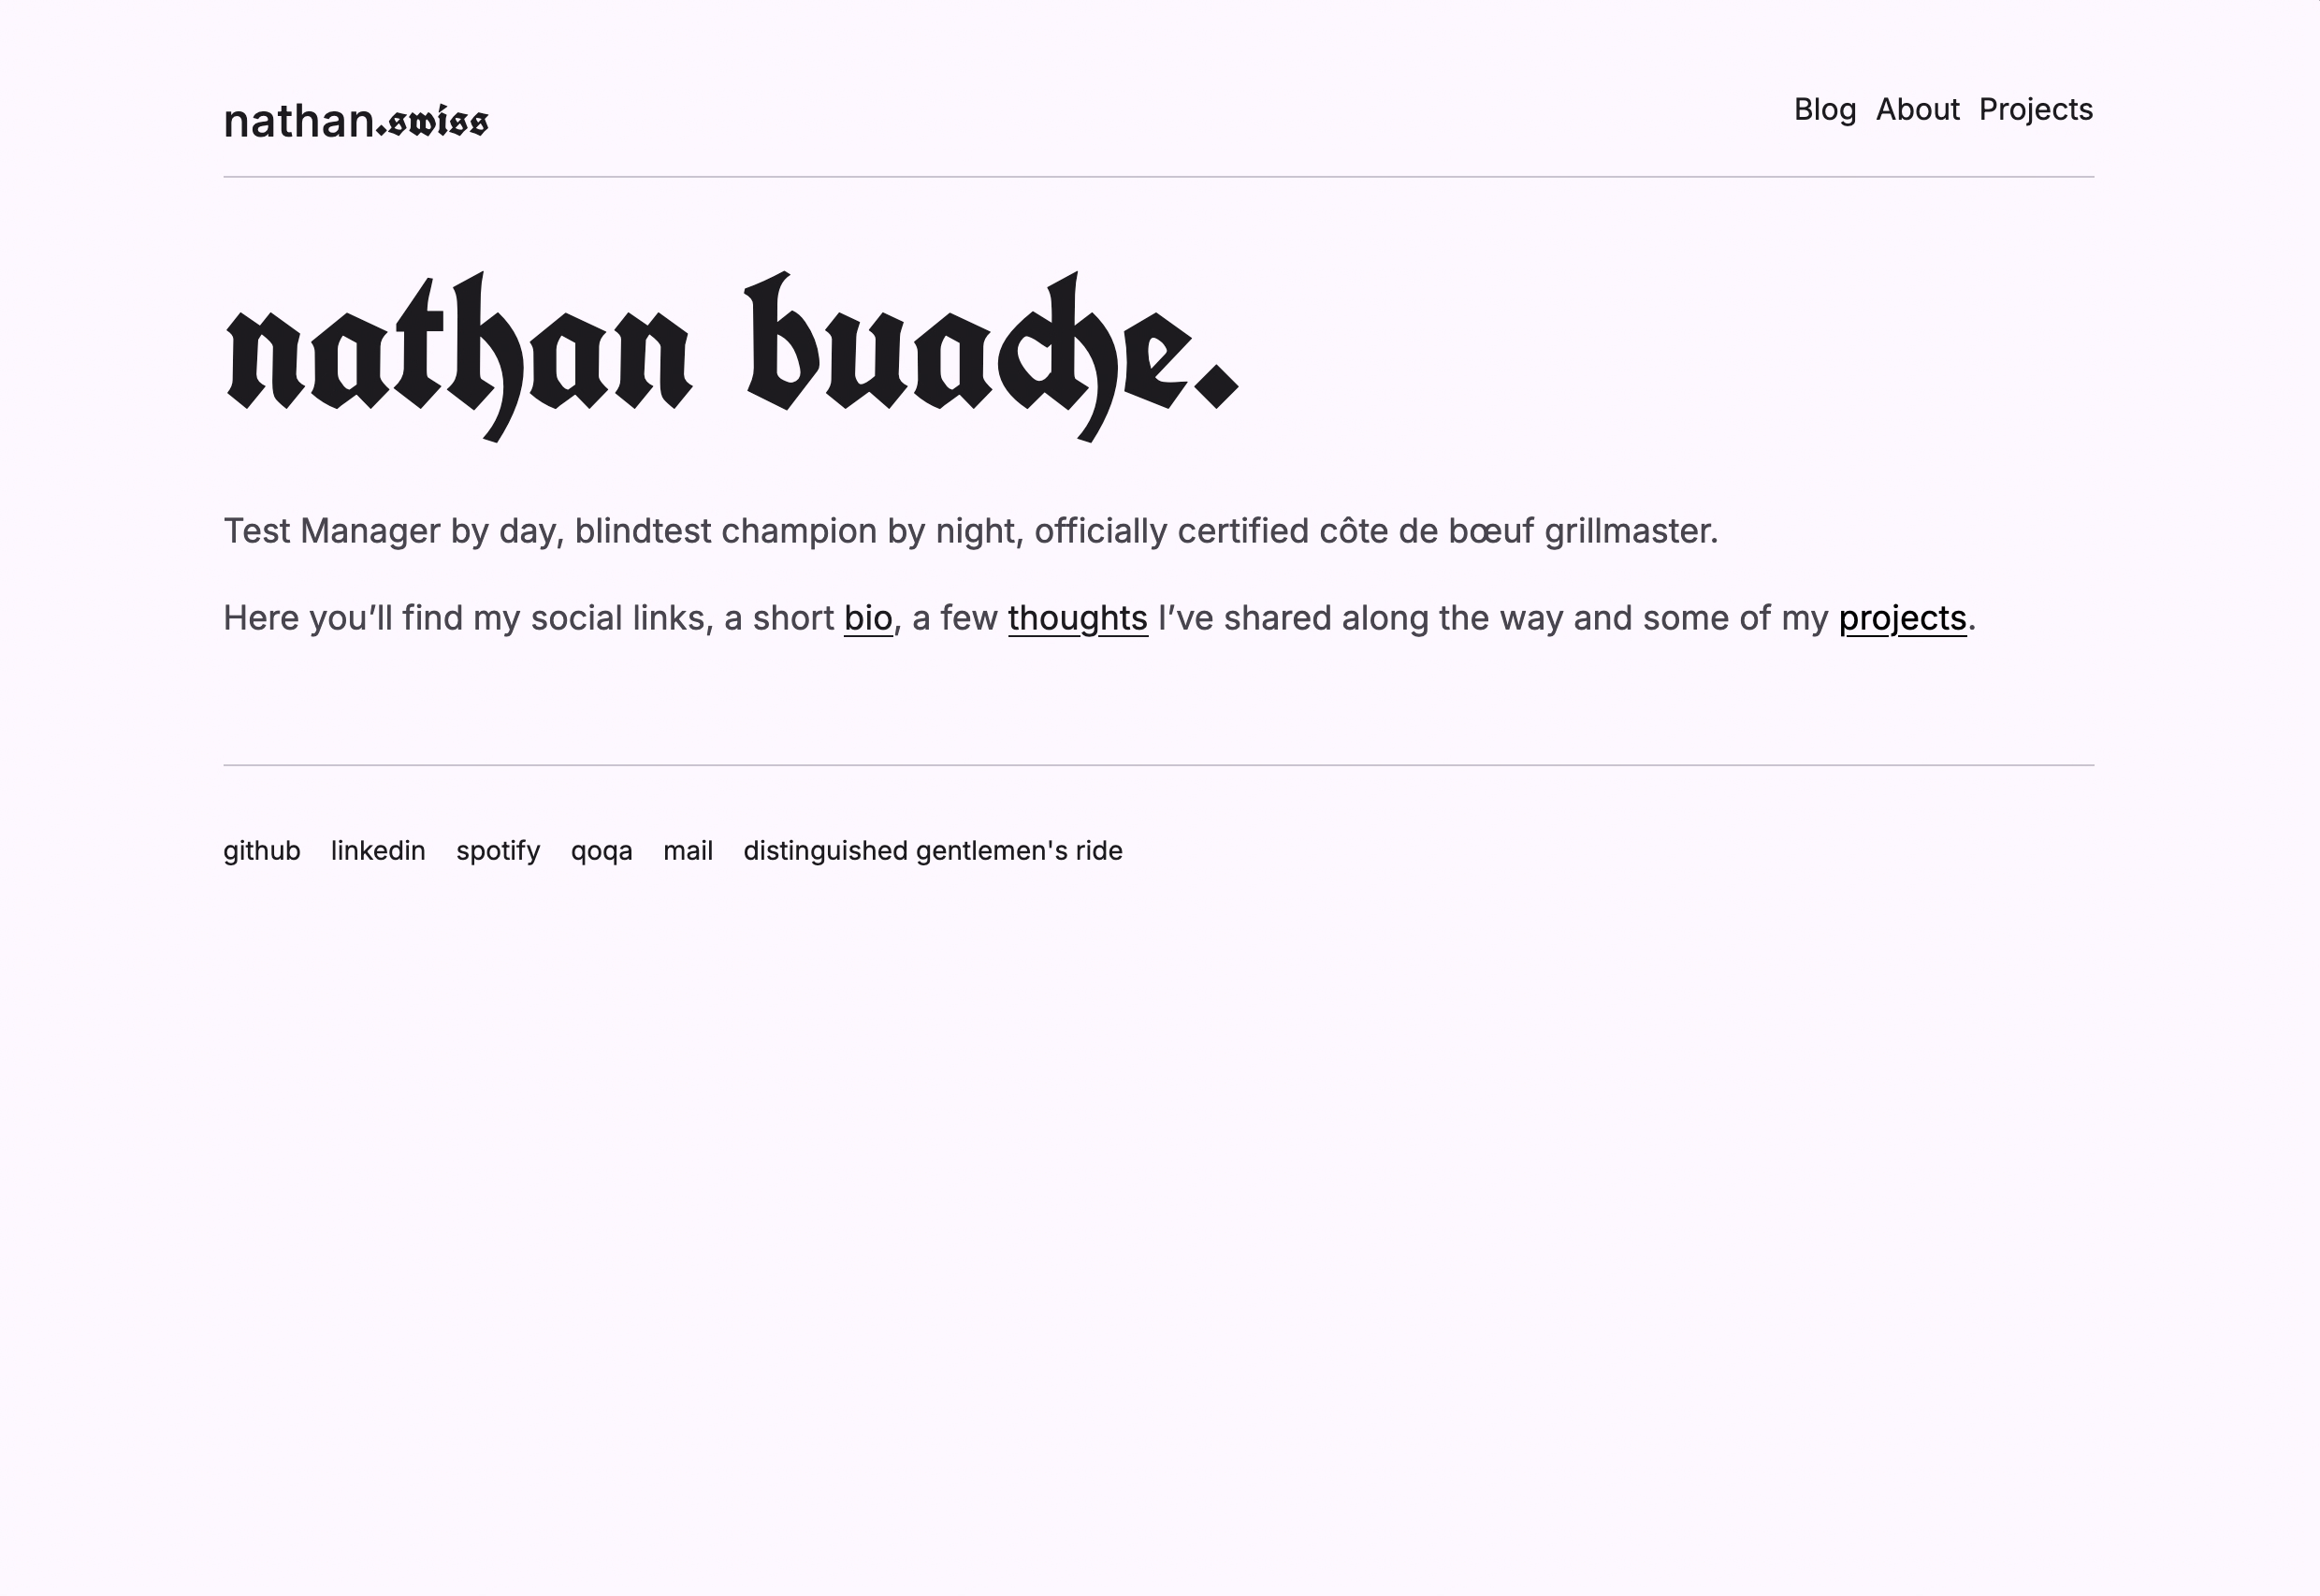 nathan.swiss
Blog About Projects
nathan buache.
Test Manager by day, blindtest champion by night, officially certified côte de bœuf grillmaster.
Here you’ll find my social links, a short bio, a few thoughts I’ve shared along the way and some of my projects.
github linkedin spotify qoqa mail distinguished gentlemen's ride